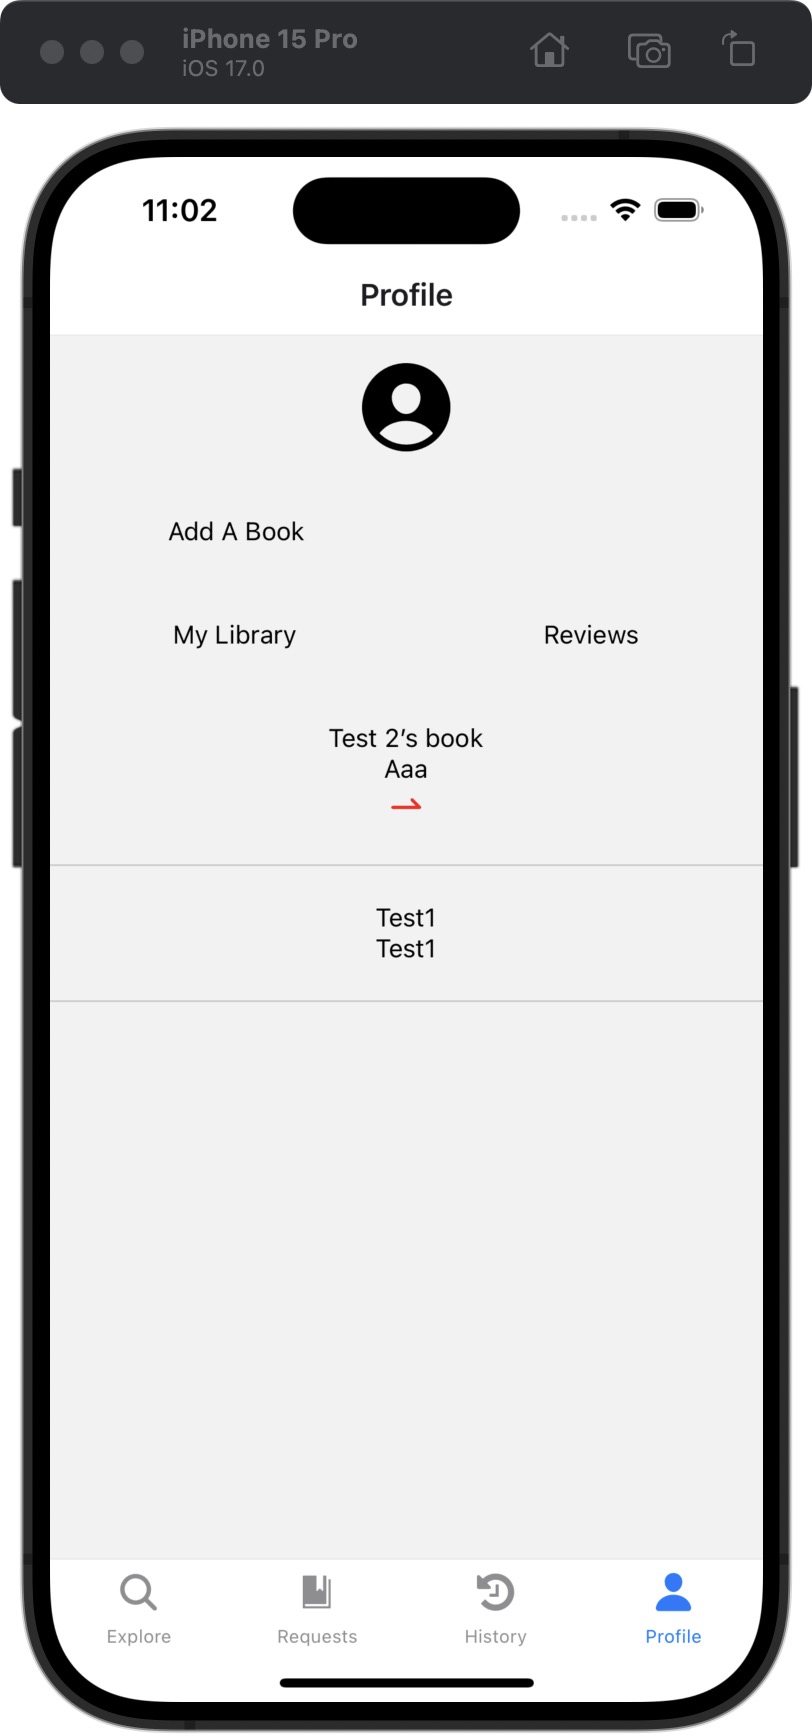 iPhone 15 Pro
iOS 17.0
11:02
Profile
Add A Book
My Library
Reviews
Test 2’s book
Aaa
Test1
Test1
Explore
Requests
History
Profile